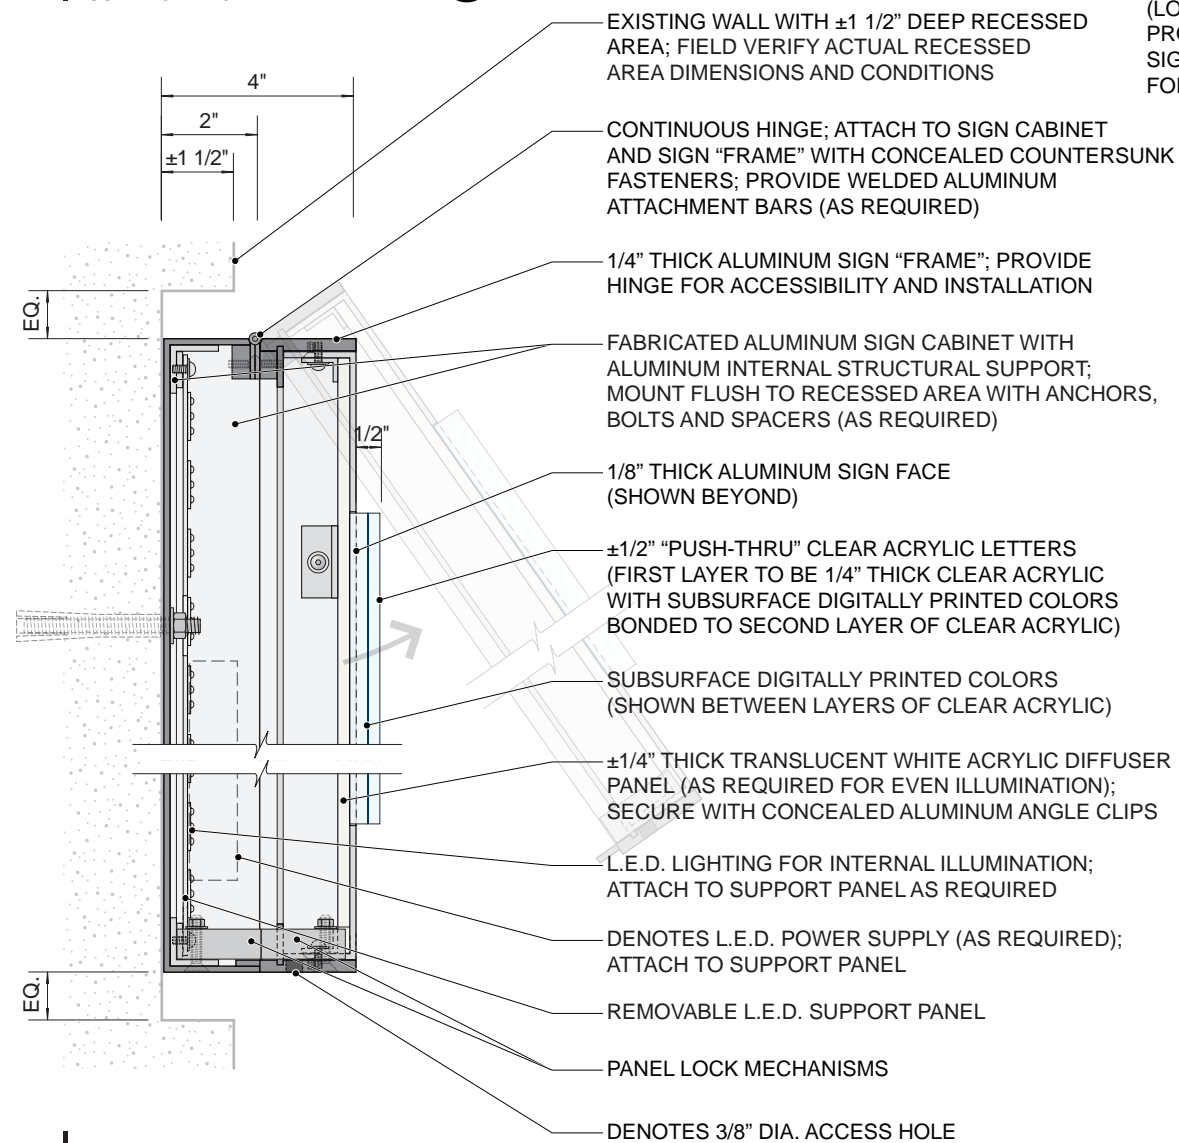 EXISTING WALL WITH ±1 1/2” DEEP RECESSED
AREA; FIELD VERIFY ACTUAL RECESSED
AREA DIMENSIONS AND CONDITIONS
4"
2"
±1 1/2"
CONTINUOUS HINGE; ATTACH TO SIGN CABINET
AND SIGN “FRAME” WITH CONCEALED COUNTERSUNK
FASTENERS; PROVIDE WELDED ALUMINUM
ATTACHMENT BARS (AS REQUIRED)
1/4” THICK ALUMINUM SIGN “FRAME”; PROVIDE
HINGE FOR ACCESSIBILITY AND INSTALLATION
EQ.
FABRICATED ALUMINUM SIGN CABINET WITH
ALUMINUM INTERNAL STRUCTURAL SUPPORT;
MOUNT FLUSH TO RECESSED AREA WITH ANCHORS,
BOLTS AND SPACERS (AS REQUIRED)
1/2"
1/8” THICK ALUMINUM SIGN FACE
(SHOWN BEYOND)
±1/2” “PUSH-THRU” CLEAR ACRYLIC LETTERS
(FIRST LAYER TO BE 1/4” THICK CLEAR ACRYLIC
WITH SUBSURFACE DIGITALLY PRINTED COLORS
BONDED TO SECOND LAYER OF CLEAR ACRYLIC)
SUBSURFACE DIGITALLY PRINTED COLORS
(SHOWN BETWEEN LAYERS OF CLEAR ACRYLIC)
±1/4” THICK TRANSLUCENT WHITE ACRYLIC DIFFUSER
PANEL (AS REQUIRED FOR EVEN ILLUMINATION);
SECURE WITH CONCEALED ALUMINUM ANGLE CLIPS
L.E.D. LIGHTING FOR INTERNAL ILLUMINATION;
ATTACH TO SUPPORT PANEL AS REQUIRED
DENOTES L.E.D. POWER SUPPLY (AS REQUIRED);
ATTACH TO SUPPORT PANEL
EQ.
REMOVABLE L.E.D. SUPPORT PANEL
PANEL LOCK MECHANISMS
DENOTES 3/8” DIA. ACCESS HOLE